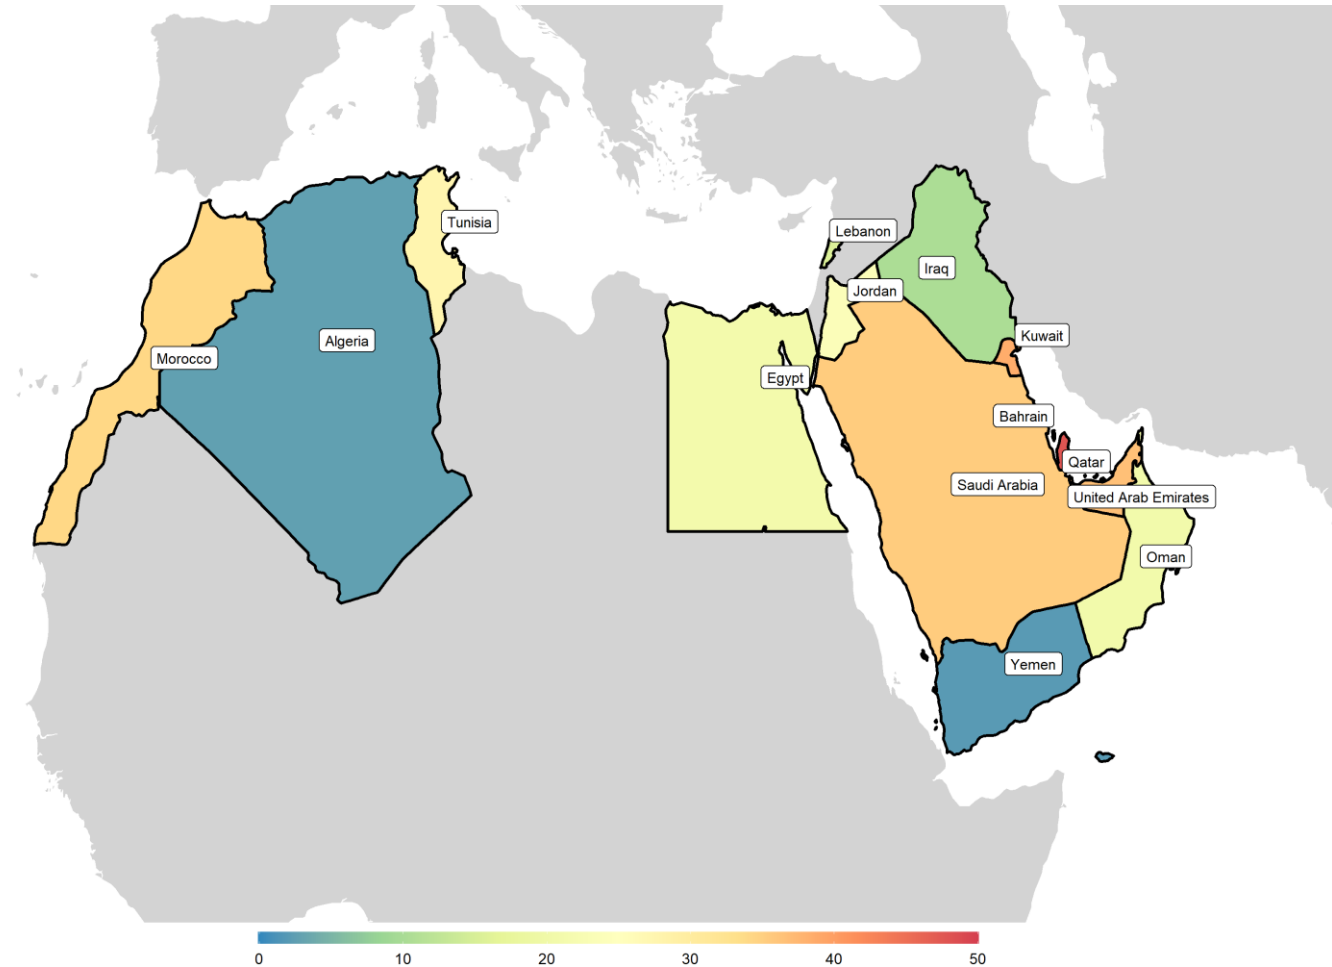 Tunisia
Lebanon
Iraq
Jordan
Kuwait
Algeria
Morocco
Egypt
Bahrain
Qatar
Saudi Arabia
United Arab Emirates
Oman
Yemen
0 10 20 30 40 50